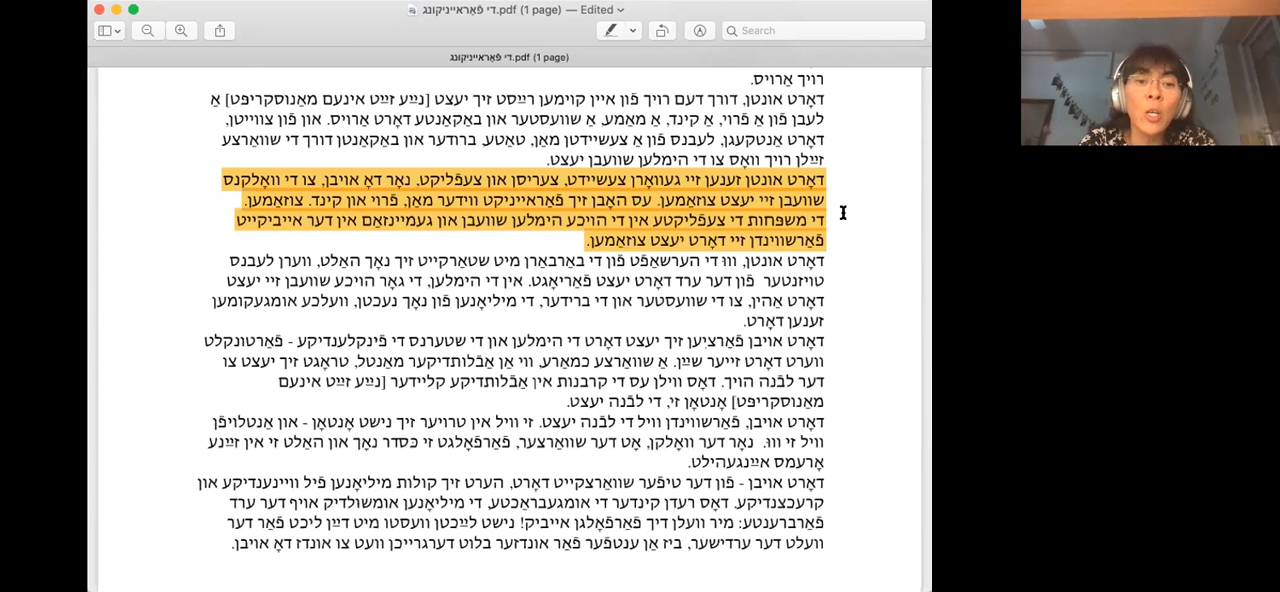 די פֿאַראייניקונג.pdf (1 page) — Edited
Search
די פֿאַראייניקונג.pdf (1 page)
רויך אַרויס.
דאָרט אונטן, דורך דעם רויך פֿון איין קוימען רײַסט זיך יעצט [נײַע זײַט אינעם מאַנוסקריפּט] אַ
לעבן פֿון אַ פֿרוי, אַ קינד, אַ מאַמע, אַ שוועסטער און באַקאַנטע דאָרט אַרויס. און פֿון צווייטן,
דאָרט אַנטקעגן, לעבנס פֿון אַ צעשיידטן מאַן, טאַטע, ברודער און באַקאַנטן דורך די שוואַרצע
זײַלן רויך וואָס צו די הימלען שוועבן יעצט.
דאָרט אונטן זענען זיי געוואָרן צעשיידט, צעריסן און צעפֿליקט, נאָר דאָ אויבן, צו די וואָלקנס
שוועבן זיי יעצט צוזאַמען. עס האָבן זיך פֿאַראייניקט ווידער מאַן, פֿרוי און קינד. צוזאַמען.
די משפּחות די צעפֿליקטע אין די הויכע הימלען שוועבן און געמיינזאַם אין דער אייביקייט
פֿאַרשווינדן זיי דאָרט יעצט צוזאַמען.
דאָרט אונטן, וווּ די הערשאַפֿט פֿון די באַרבאַרן מיט שטאַרקייט זיך נאָך האַלט, ווערן לעבנס
טויזנטער פֿון דער ערד דאָרט יעצט פֿאַריאָגט. אין די הימלען, די גאָר הויכע שוועבן זיי יעצט
דאָרט אַהין, צו די שוועסטער און די ברידער, די מיליאָנען פֿון נאָך נעכטן, וועלכע אומגעקומען
זענען דאָרט.
דאָרט אויבן פֿאַרציִען זיך יעצט דאָרט די הימלען און די שטערנס די פֿינקלענדיקע - פֿאַרטונקלט
ווערט דאָרט זייער שײַן. אַ שוואַרצע כמאַרע, ווי אַן אַבֿלותדיקער מאַנטל, טראָגט זיך יעצט צו
דער לבֿנה הויך. דאָס ווילן עס די קרבנות אין אַבֿלותדיקע קליידער [נײַע זײַט אינעם
מאַנוסקריפּט] אָנטאָן זי, די לבֿנה יעצט.
דאָרט אויבן, פֿאַרשווינדן וויל די לבֿנה יעצט. זי וויל אין טרויער זיך נישט אָנטאָן - און אַנטלויפֿן
וויל זי וווּ. נאָר דער וואָלקן, אָט דער שוואַרצער, פֿאַרפֿאָלגט זי כּסדר נאָך און האַלט זי אין זײַנע
אָרעמס אײַנגעהילט.
דאָרט אויבן - פֿון דער טיפֿער שוואַרצקייט דאָרט, הערט זיך קולות מיליאָנען פֿיל וויינענדיקע און
קרעכצנדיקע. דאָס רעדן קינדער די אומגעבראַכטע, די מיליאָנען אומשולדיק אויף דער ערד
פֿאַרברענטע: מיר וועלן דיך פֿאַרפֿאָלגן אייביק! נישט לײַכטן וועסטו מיט דײַן ליכט פֿאַר דער
וועלט דער ערדישער, ביז אַן ענטפֿער פֿאַר אונדזער בלוט דערגרייכן וועט צו אונדז דאָ אויבן.